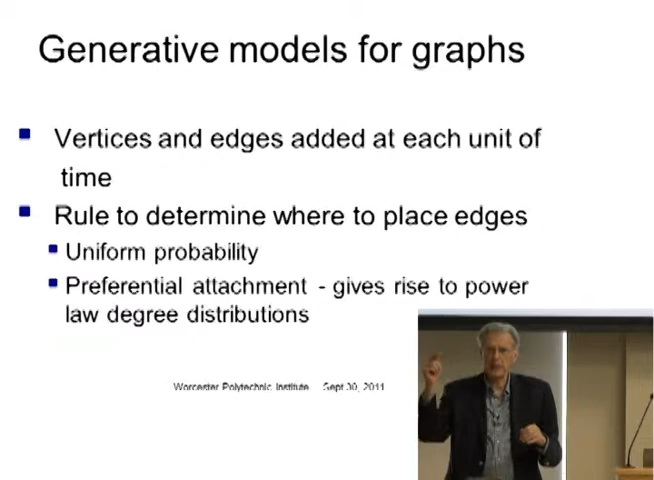 Generative models for graphs
Vertices and edges added at each unit of
time
Rule to determine where to place edges
Uniform probability
Preferential attachment - gives rise to power
law degree distributions
Worcester Polytechnic Institute Sept 30, 2011